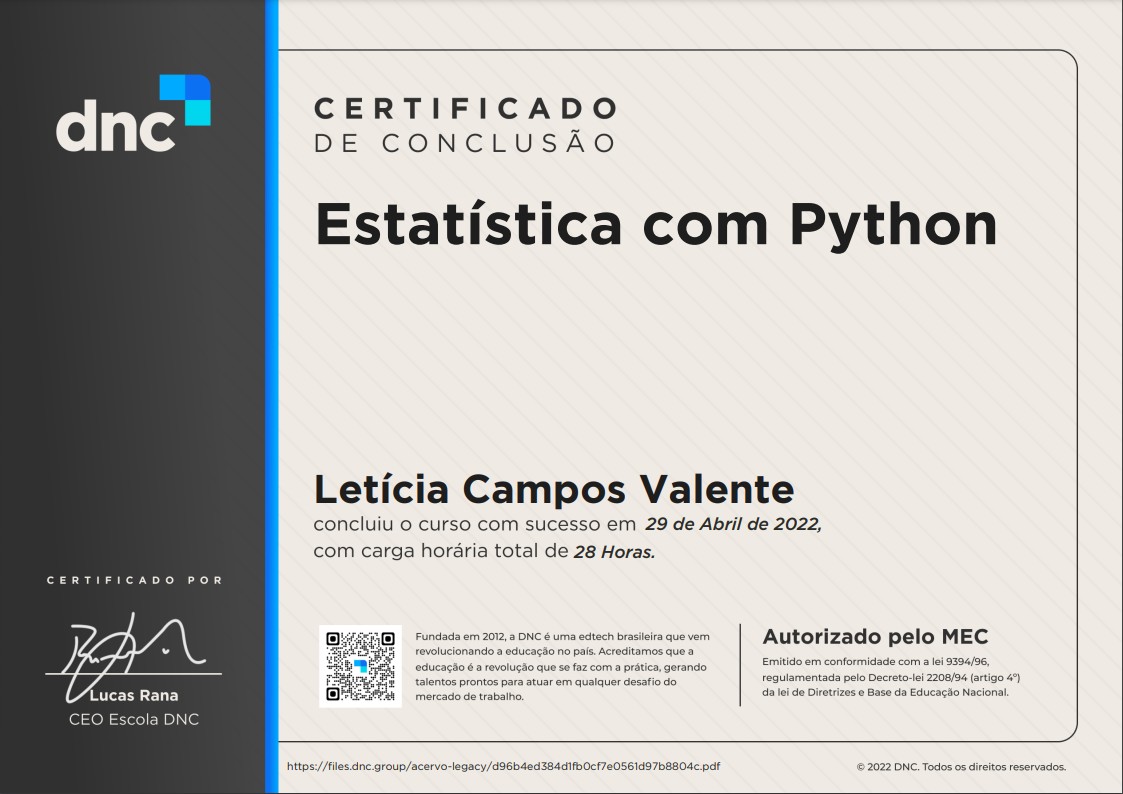 dnc
CERTIFICADO
DE CONCLUSÃO
Estatística com Python
Letícia Campos Valente
concluiu o curso com sucesso em 29 de Abril de 2022,
com carga horária total de 28 Horas.
CERTIFICADO POR
Lucas Rana
CEO Escola DNC
Fundada em 2012, a DNC é uma edtech brasileira que vem
revolucionando a educação no país. Acreditamos que a
educação é a revolução que se faz com a prática, gerando
talentos prontos para atuar em qualquer desafio do
mercado de trabalho.
Autorizado pelo MEC
Emitido em conformidade com a lei 9394/96,
regulamentada pelo Decreto-lei 2208/94 (artigo 4º)
da lei de Diretrizes e Base da Educação Nacional.
https://files.dnc.group/acervo-legacy/d96b4ed384d1fb0cf7e0561d97b8804c.pdf
© 2022 DNC. Todos os direitos reservados.